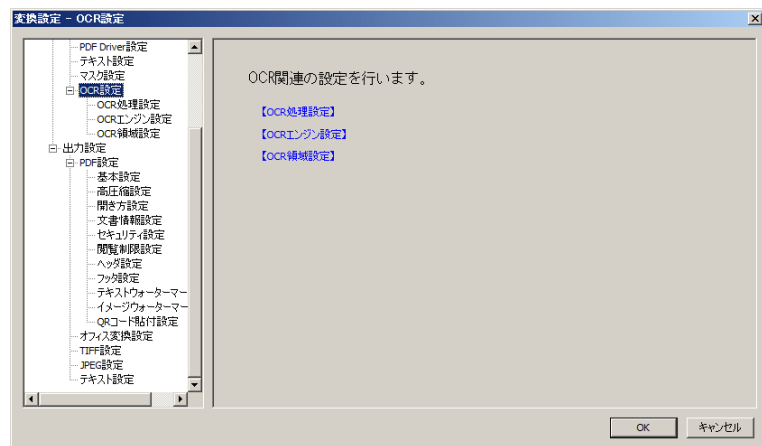 変換設定 - OCR設定
PDF Driver設定
テキスト設定
マスク設定
OCR設定
OCR処理設定
OCRエンジン設定
OCR領域設定
出力設定
PDF設定
基本設定
高圧縮設定
開き方設定
文書情報設定
セキュリティ設定
閲覧制限設定
ヘッダ設定
フッタ設定
テキストウォーターマー
イメージウォーターマー
QRコード貼付設定
オフィス変換設定
TIFF設定
JPEG設定
テキスト設定
OCR関連の設定を行います。
【OCR処理設定】
【OCRエンジン設定】
【OCR領域設定】
OK
キャンセル